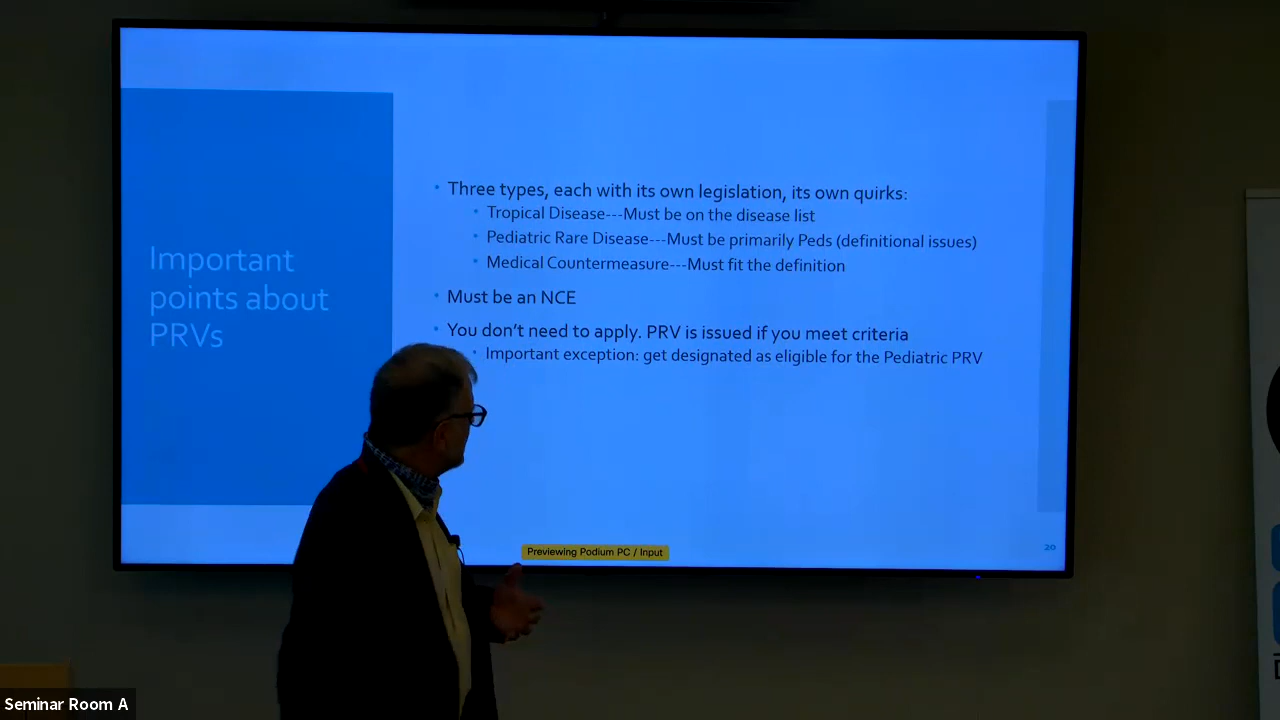 Important
points about
PRVs
• Three types, each with its own legislation, its own quirks:
• Tropical Disease---Must be on the disease list
• Pediatric Rare Disease---Must be primarily Peds (definitional issues)
• Medical Countermeasure---Must fit the definition
• Must be an NCE
• You don't need to apply. PRV is issued if you meet criteria
• Important exception: get designated as eligible for the Pediatric PRV
20
Previewing Podium PC / Input
Seminar Room A